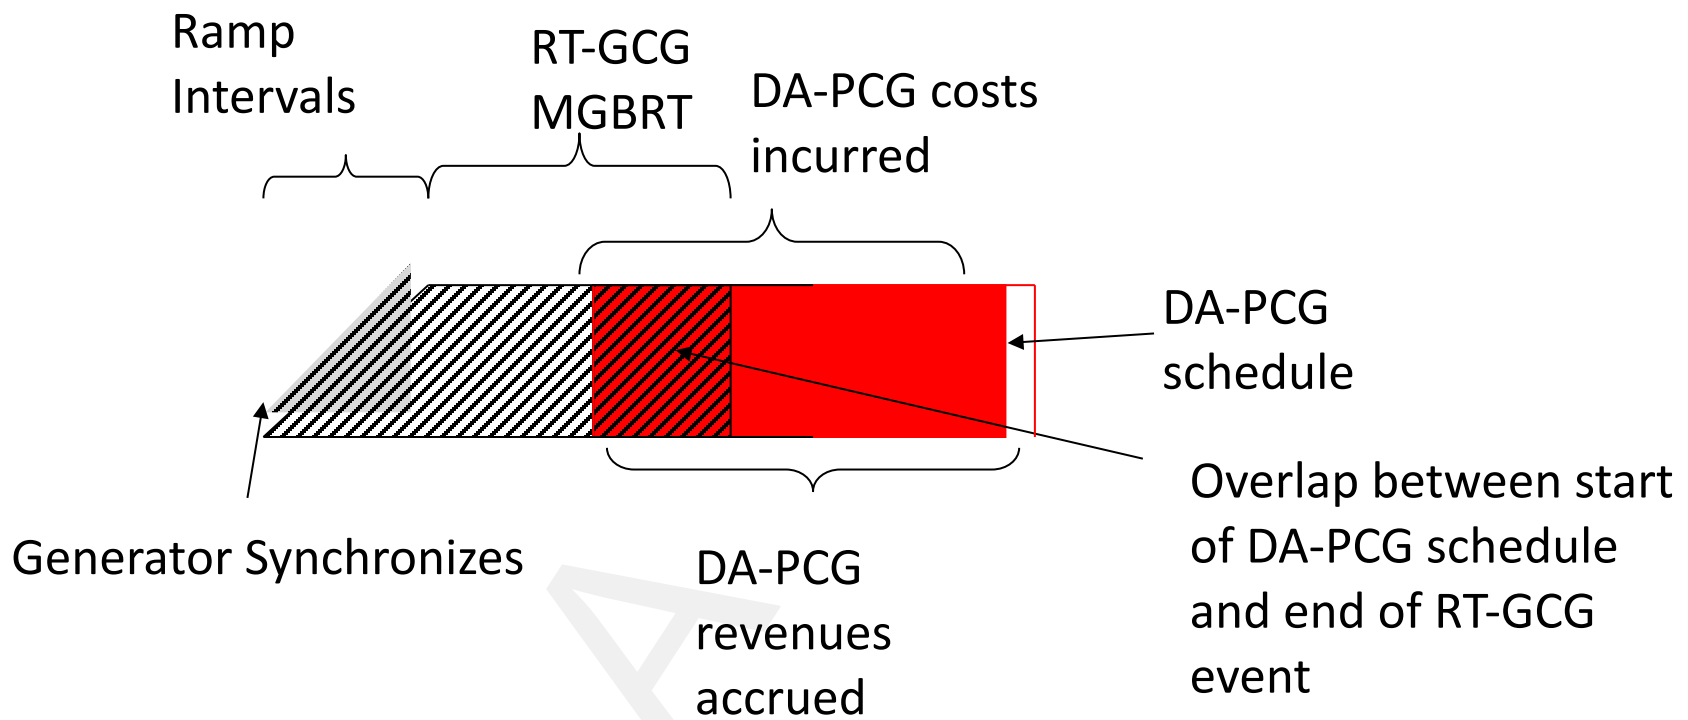 Ramp
Intervals
RT-GCG
MGBRT
DA-PCG costs
incurred
DA-PCG
schedule
Generator Synchronizes
DA-PCG
revenues
accrued
Overlap between start
of DA-PCG schedule
and end of RT-GCG
event
A